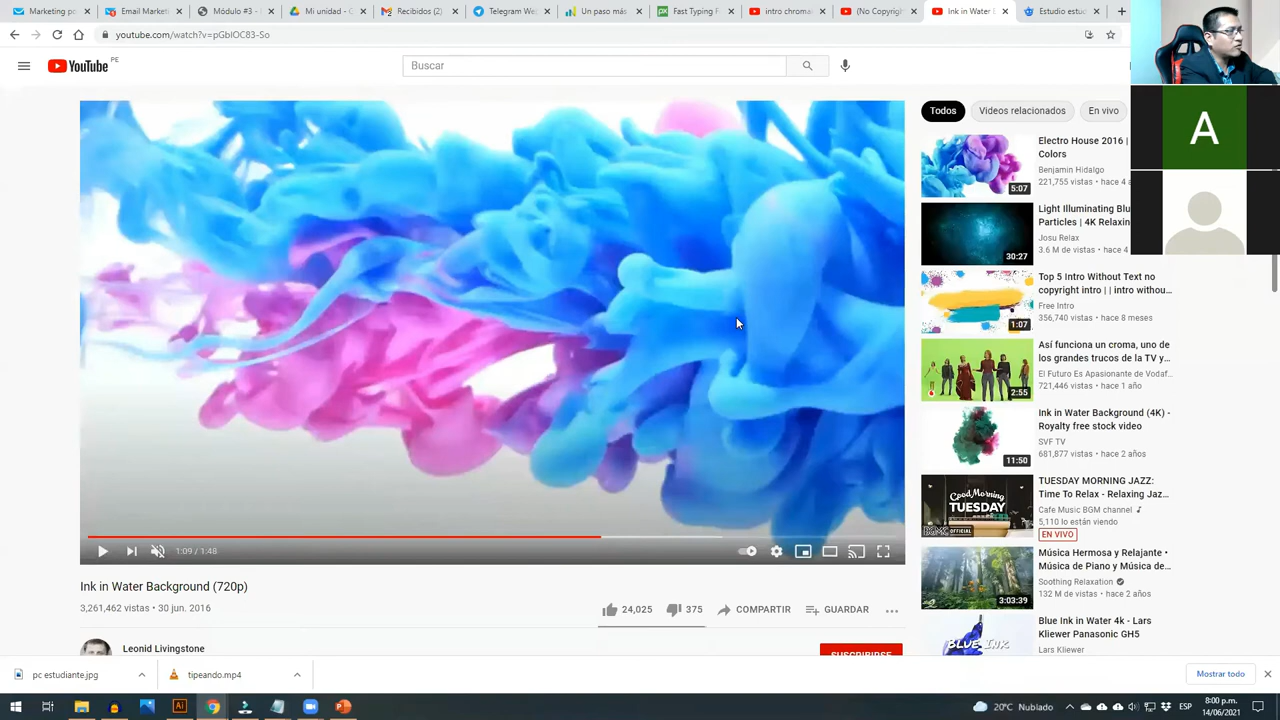 Marketing po
Email Market
Módulo #3 -
Mi unidad - G
Recibidos (2)
Telegram Web
Un paso más
Fast Typing F
intro chroma
(No Copyrigh
Ink in Water B
Estudio estud
youtube.com/watch?v=pGbIOC83-So
YouTube PE
Buscar
Todos
Videos relacionados
En vivo
A
Electro House 2016 |
Colors
Benjamin Hidalgo
221,755 vistas • hace 4 a
5:07
Light Illuminating Blu
Particles | 4K Relaxin
Josu Relax
3.6 M de vistas • hace 4
30:27
Top 5 Intro Without Text no
copyright intro | | intro withou...
Free Intro
356,740 vistas • hace 8 meses
1:07
Así funciona un croma, uno de
los grandes trucos de la TV y...
El Futuro Es Apasionante de Vodaf...
721,446 vistas • hace 1 año
2:55
Ink in Water Background (4K) -
Royalty free stock video
SVF TV
681,877 vistas • hace 2 años
11:50
Good Morning
TUESDAY
BGMC OFFICIAL
TUESDAY MORNING JAZZ:
Time To Relax - Relaxing Jaz...
Cafe Music BGM channel
5,110 lo están viendo
EN VIVO
Música Hermosa y Relajante •
Música de Piano y Música de...
Soothing Relaxation
132 M de vistas • hace 2 años
3:03:39
BLUE INK
Blue Ink in Water 4k - Lars
Kliewer Panasonic GH5
Lars Kliewer
1:09 / 1:48
Ink in Water Background (720p)
3,261,462 vistas • 30 jun. 2016
24,025
375
COMPARTIR
GUARDAR
Leonid Livingstone
SUSCRIBIRSE
pc estudiante.jpg
tipeando.mp4
Mostrar todo
20°C Nublado
ESP
8:00 p.m.
14/06/2021